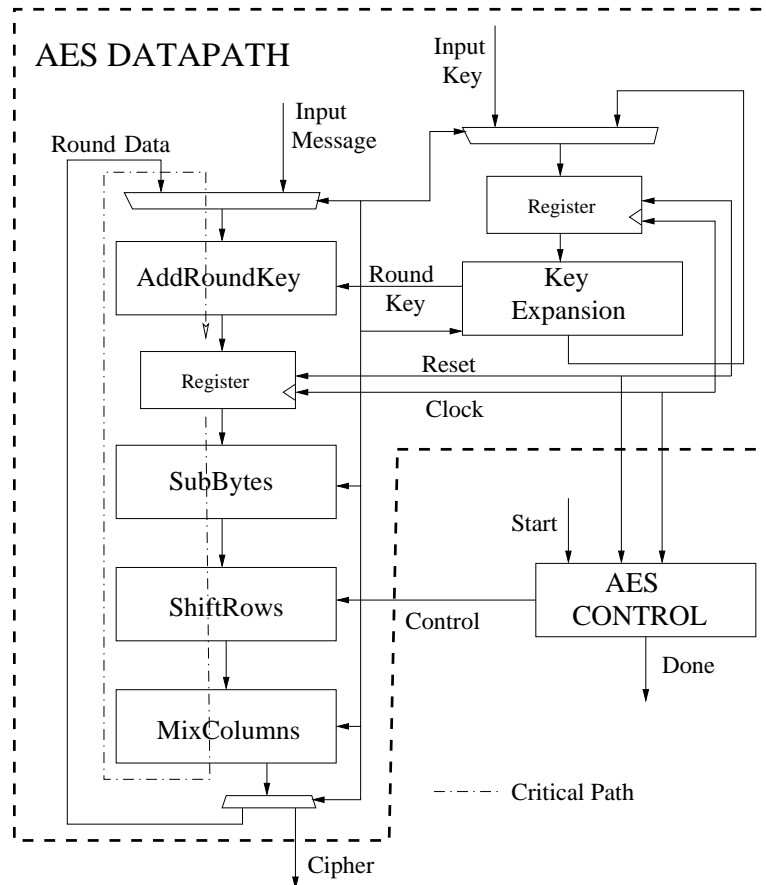 AES DATAPATH
Input
Key
Input
Message
Round Data
Register
AddRoundKey
Round
Key
Key
Expansion
Register
Reset
Clock
SubBytes
Start
ShiftRows
Control
AES
CONTROL
Done
MixColumns
Critical Path
Cipher